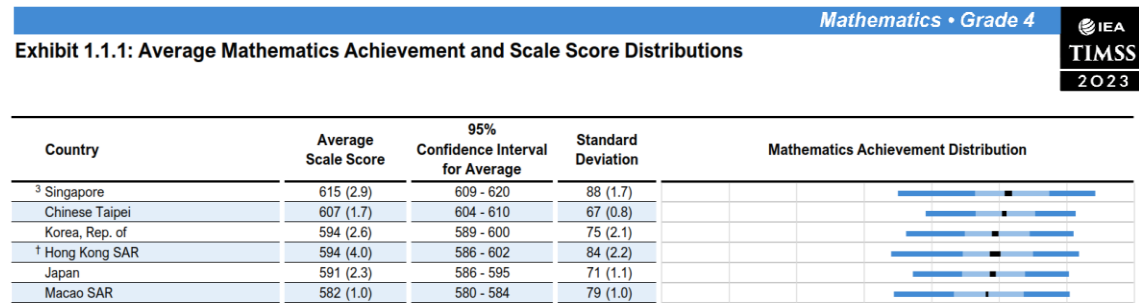 Mathematics • Grade 4
IEA
TIMSS
2023
Exhibit 1.1.1: Average Mathematics Achievement and Scale Score Distributions
Country Average Scale Score 95% Confidence Interval for Average Standard Deviation Mathematics Achievement Distribution
3 Singapore 615 (2.9) 609 - 620 88 (1.7)
Chinese Taipei 607 (1.7) 604 - 610 67 (0.8)
Korea, Rep. of 594 (2.6) 589 - 600 75 (2.1)
† Hong Kong SAR 594 (4.0) 586 - 602 84 (2.2)
Japan 591 (2.3) 586 - 595 71 (1.1)
Macao SAR 582 (1.0) 580 - 584 79 (1.0)